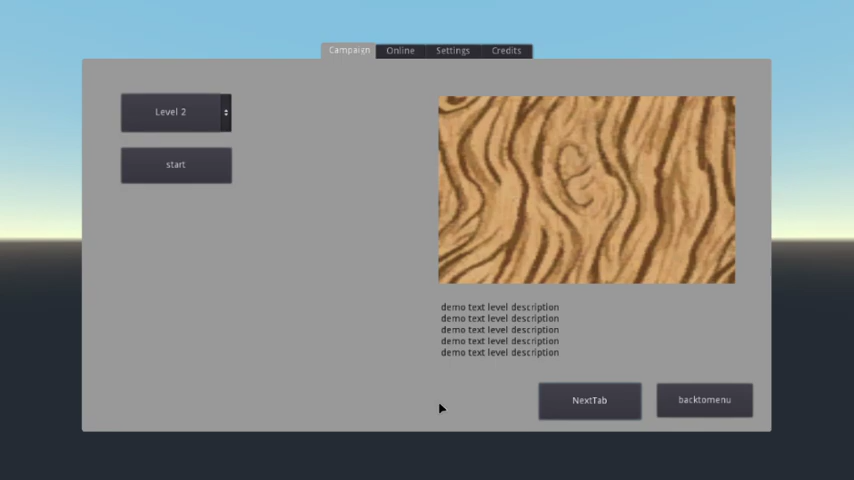 Campaign Online Settings Credits
Level 2
start
demo text level description
demo text level description
demo text level description
demo text level description
demo text level description
NextTab backtomenu